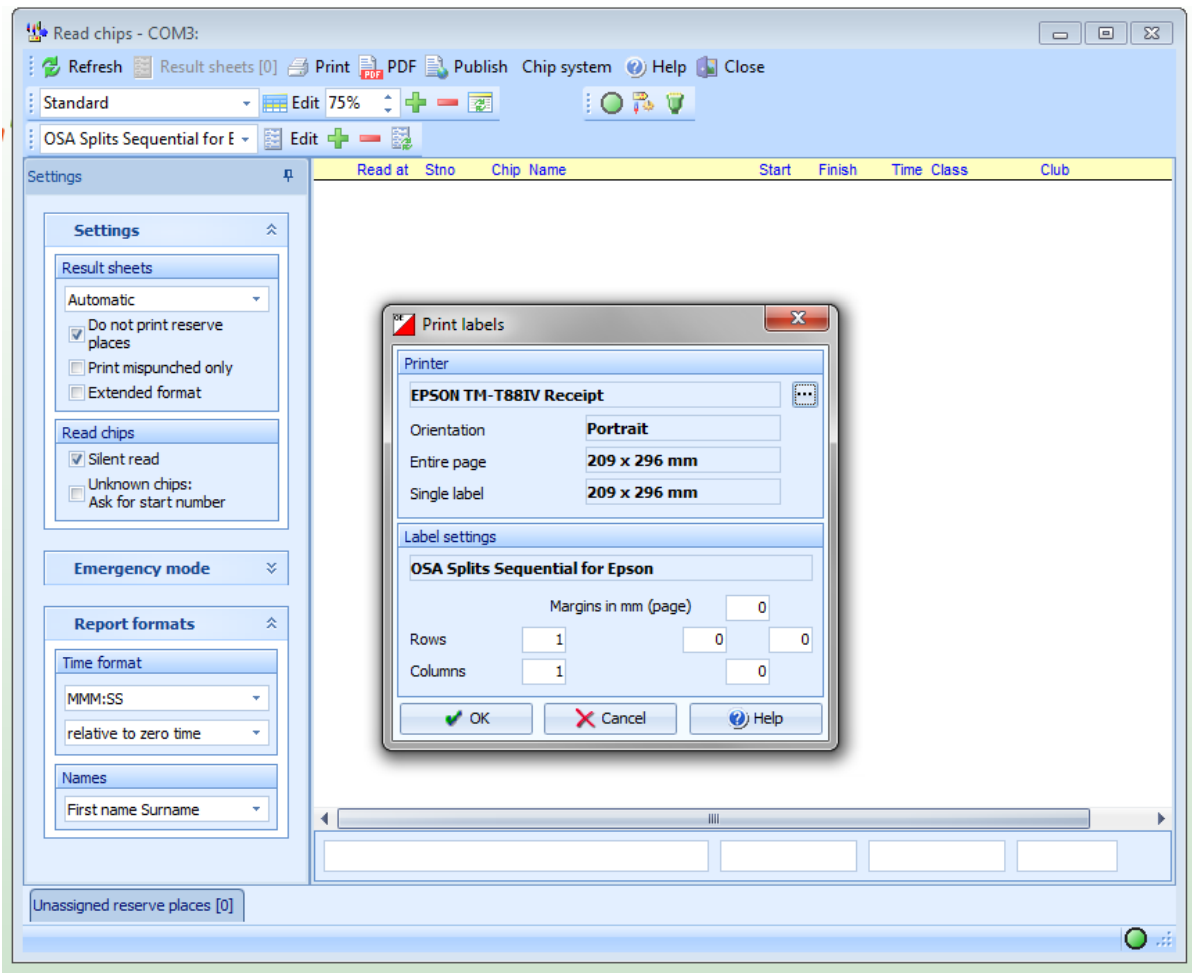 Read chips - COM3:
Refresh Result sheets [0] Print PDF Publish Chip system Help Close
Standard Edit 75%
OSA Splits Sequential for E Edit
Settings
Read at Stno Chip Name Start Finish Time Class Club
Settings
Result sheets
Automatic
Do not print reserve
places
Print mispunched only
Extended format
Read chips
Silent read
Unknown chips:
Ask for start number
Emergency mode
Report formats
Time format
MMM:SS
relative to zero time
Names
First name Surname
Print labels
Printer
EPSON TM-T88IV Receipt
Orientation Portrait
Entire page 209 x 296 mm
Single label 209 x 296 mm
Label settings
OSA Splits Sequential for Epson
Margins in mm (page) 0
Rows 1 0 0
Columns 1 0
OK Cancel Help
Unassigned reserve places [0]